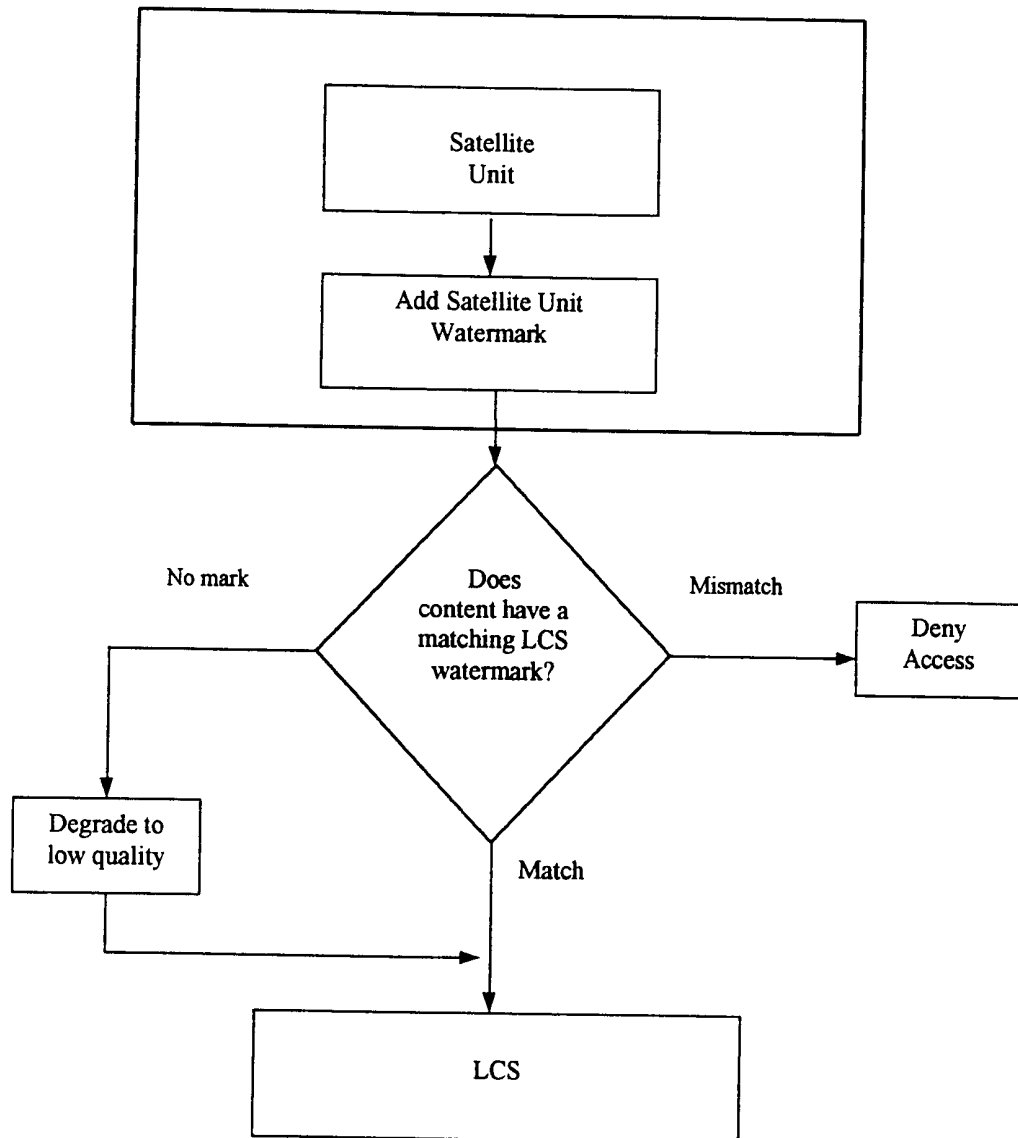 Satellite
Unit
Add Satellite Unit
Watermark
No mark
Does
content have a
matching LCS
watermark?
Mismatch
Deny
Access
Degrade to
low quality
Match
LCS